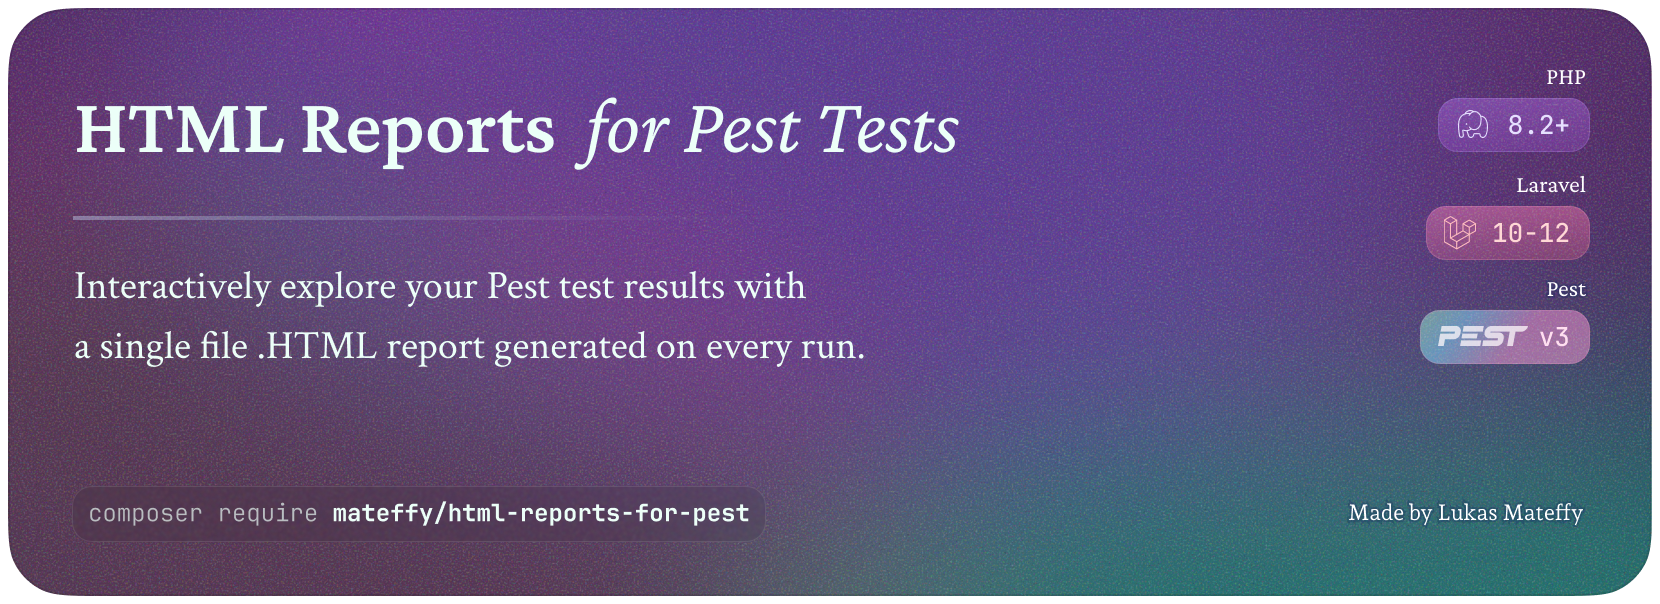 HTML Reports for Pest Tests
Interactively explore your Pest test results with
a single file .HTML report generated on every run.
composer require mateffy/html-reports-for-pest
PHP
8.2+
Laravel
10-12
Pest
PEST v3
Made by Lukas Mateffy